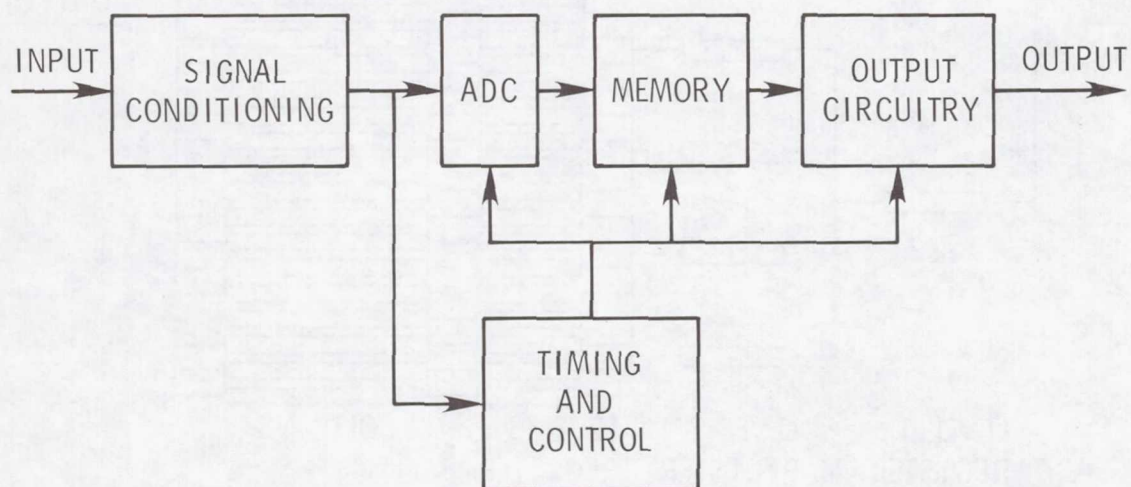 INPUT
SIGNAL
CONDITIONING
ADC
MEMORY
OUTPUT
CIRCUITRY
OUTPUT
TIMING
AND
CONTROL